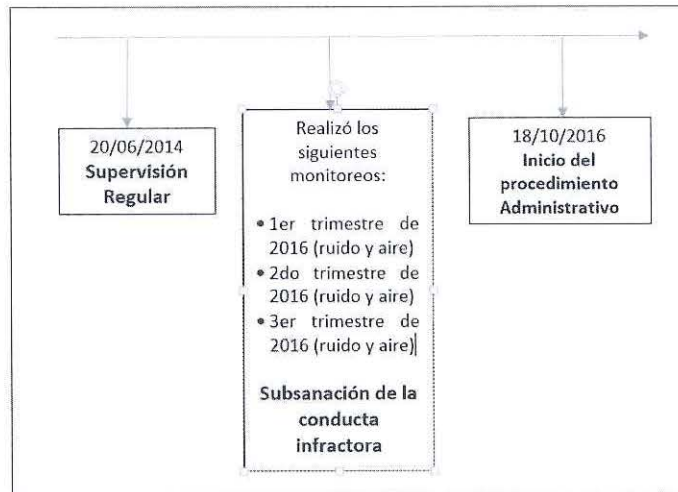 20/06/2014
Supervisión
Regular
Realizó los
siguientes
monitoreos:
• 1er trimestre de
2016 (ruido y aire)
• 2do trimestre de
2016 (ruido y aire)
• 3er trimestre de
2016 (ruido y aire)
Subsanación de la
conducta
infractora
18/10/2016
Inicio del
procedimiento
Administrativo